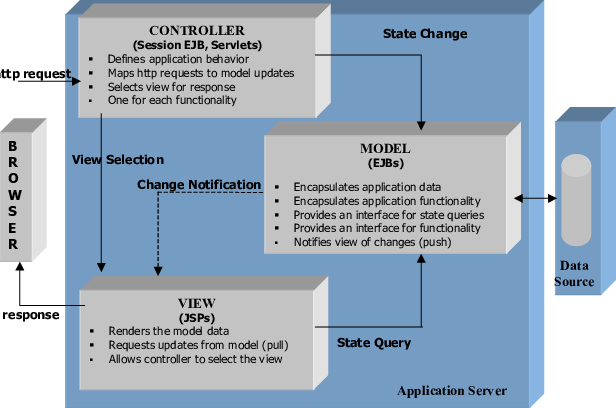 CONTROLLER
(Session EJB, Servlets)
▪ Defines application behavior
▪ Maps http requests to model updates
▪ Selects view for response
▪ One for each functionality
State Change
http request
BROWSER
View Selection
MODEL
(EJBs)
Change Notification
▪ Encapsulates application data
▪ Encapsulates application functionality
▪ Provides an interface for state queries
▪ Provides an interface for functionality
▪ Notifies view of changes (push)
Data
Source
response
VIEW
(JSPs)
▪ Renders the model data
▪ Requests updates from model (pull)
▪ Allows controller to select the view
State Query
Application Server